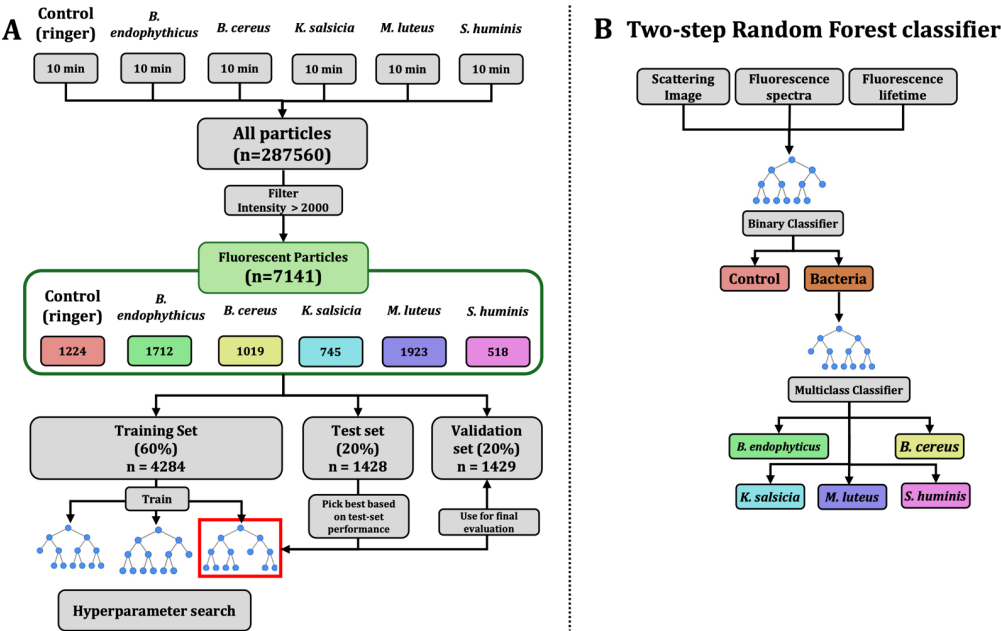 A
Control
(ringer)
B.
endophythicus
B. cereus
K. salsicia
M. luteus
S. huminis
10 min
10 min
10 min
10 min
10 min
10 min
All particles
(n=287560)
Filter
Intensity > 2000
Fluorescent Particles
(n=7141)
Control
(ringer)
B.
endophythicus
B. cereus
K. salsicia
M. luteus
S. huminis
1224
1712
1019
745
1923
518
Training Set
(60%)
n = 4284
Test set
(20%)
n = 1428
Validation
set (20%)
n = 1429
Train
Pick best based
on test-set
performance
Use for final
evaluation
Hyperparameter search
B Two-step Random Forest classifier
Scattering
Image
Fluorescence
spectra
Fluorescence
lifetime
Binary Classifier
Control
Bacteria
Multiclass Classifier
B. endophyticus
B. cereus
K. salsicia
M. luteus
S. huminis